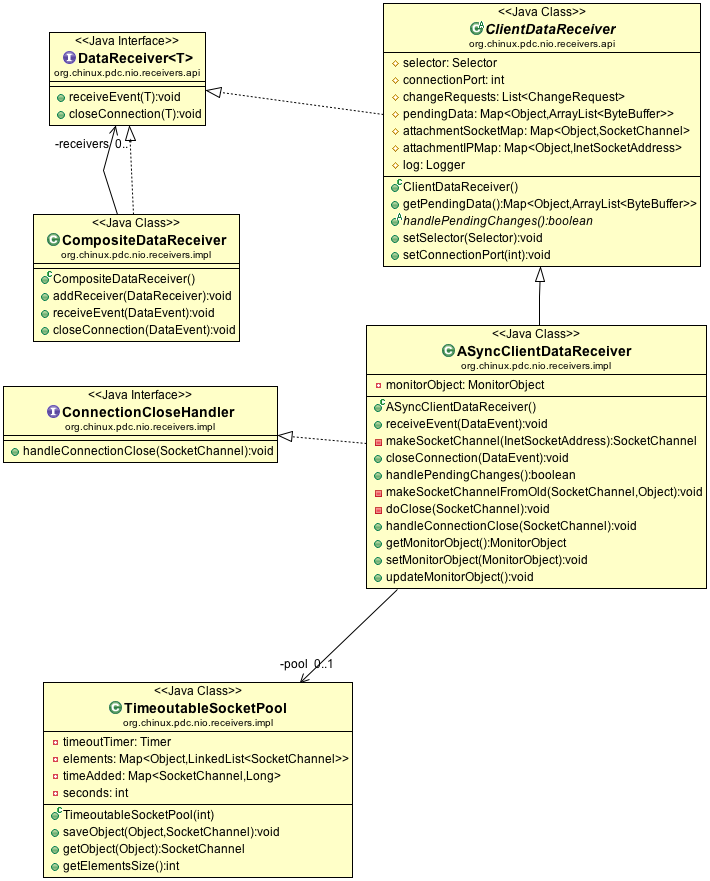 <<Java Interface>>
DataReceiver<T>
org.chinux.pdc.nio.receivers.api
receiveEvent(T):void
closeConnection(T):void
<<Java Class>>
ClientDataReceiver
org.chinux.pdc.nio.receivers.api
selector: Selector
connectionPort: int
changeRequests: List<ChangeRequest>
pendingData: Map<Object,ArrayList<ByteBuffer>>
attachmentSocketMap: Map<Object,SocketChannel>
attachmentIPMap: Map<Object,InetSocketAddress>
log: Logger
ClientDataReceiver()
getPendingData():Map<Object,ArrayList<ByteBuffer>>
handlePendingChanges():boolean
setSelector(Selector):void
setConnectionPort(int):void
-receivers 0..
<<Java Class>>
CompositeDataReceiver
org.chinux.pdc.nio.receivers.impl
CompositeDataReceiver()
addReceiver(DataReceiver):void
receiveEvent(DataEvent):void
closeConnection(DataEvent):void
<<Java Class>>
ASyncClientDataReceiver
org.chinux.pdc.nio.receivers.impl
monitorObject: MonitorObject
ASyncClientDataReceiver()
receiveEvent(DataEvent):void
makeSocketChannel(InetSocketAddress):SocketChannel
closeConnection(DataEvent):void
handlePendingChanges():boolean
makeSocketChannelFromOld(SocketChannel,Object):void
doClose(SocketChannel):void
handleConnectionClose(SocketChannel):void
getMonitorObject():MonitorObject
setMonitorObject(MonitorObject):void
updateMonitorObject():void
<<Java Interface>>
ConnectionCloseHandler
org.chinux.pdc.nio.receivers.impl
handleConnectionClose(SocketChannel):void
-pool 0..1
<<Java Class>>
TimeoutableSocketPool
org.chinux.pdc.nio.receivers.impl
timeoutTimer: Timer
elements: Map<Object,LinkedList<SocketChannel>>
timeAdded: Map<SocketChannel,Long>
seconds: int
TimeoutableSocketPool(int)
saveObject(Object,SocketChannel):void
getObject(Object):SocketChannel
getElementsSize():int